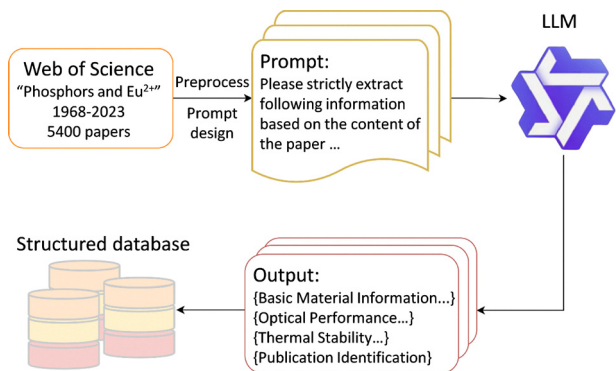 Web of Science
“Phosphors and Eu²⁺”
1968-2023
5400 papers
Preprocess
Prompt
design
Prompt:
Please strictly extract
following information
based on the content of
the paper ...
LLM
Structured database
Output:
{Basic Material Information...}
{Optical Performance...}
{Thermal Stability...}
{Publication Identification}